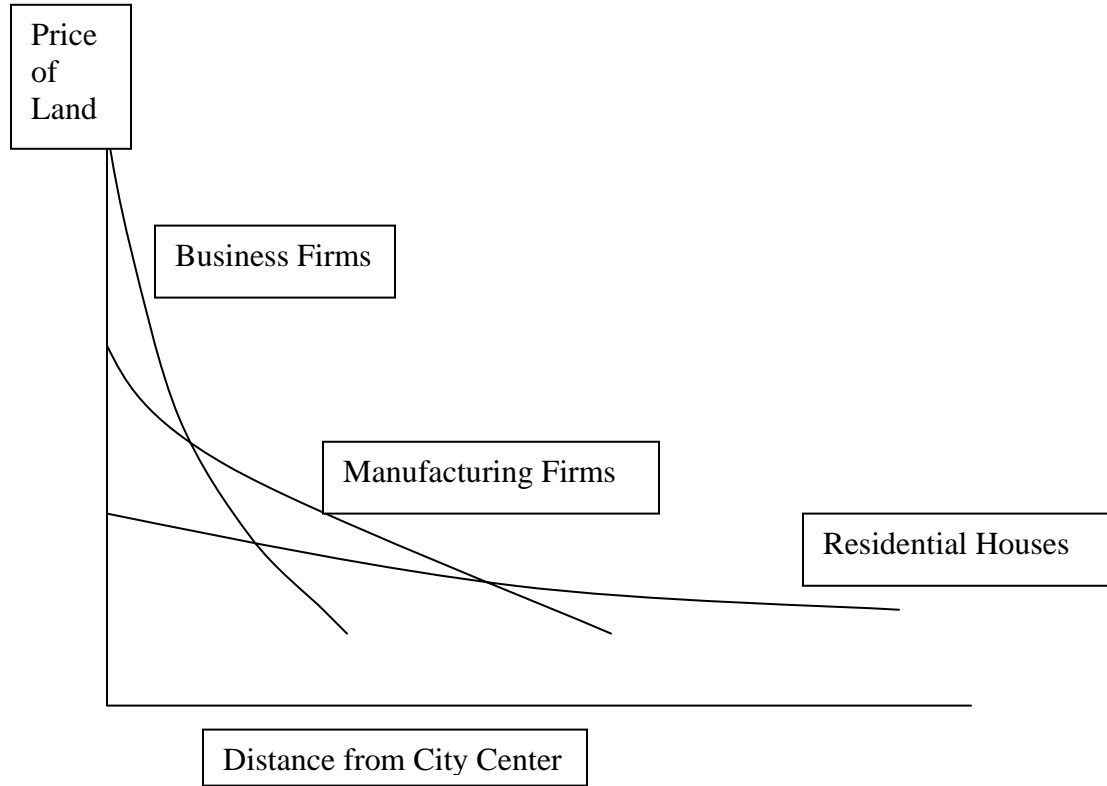 Price
of
Land
Business Firms
Manufacturing Firms
Residential Houses
Distance from City Center